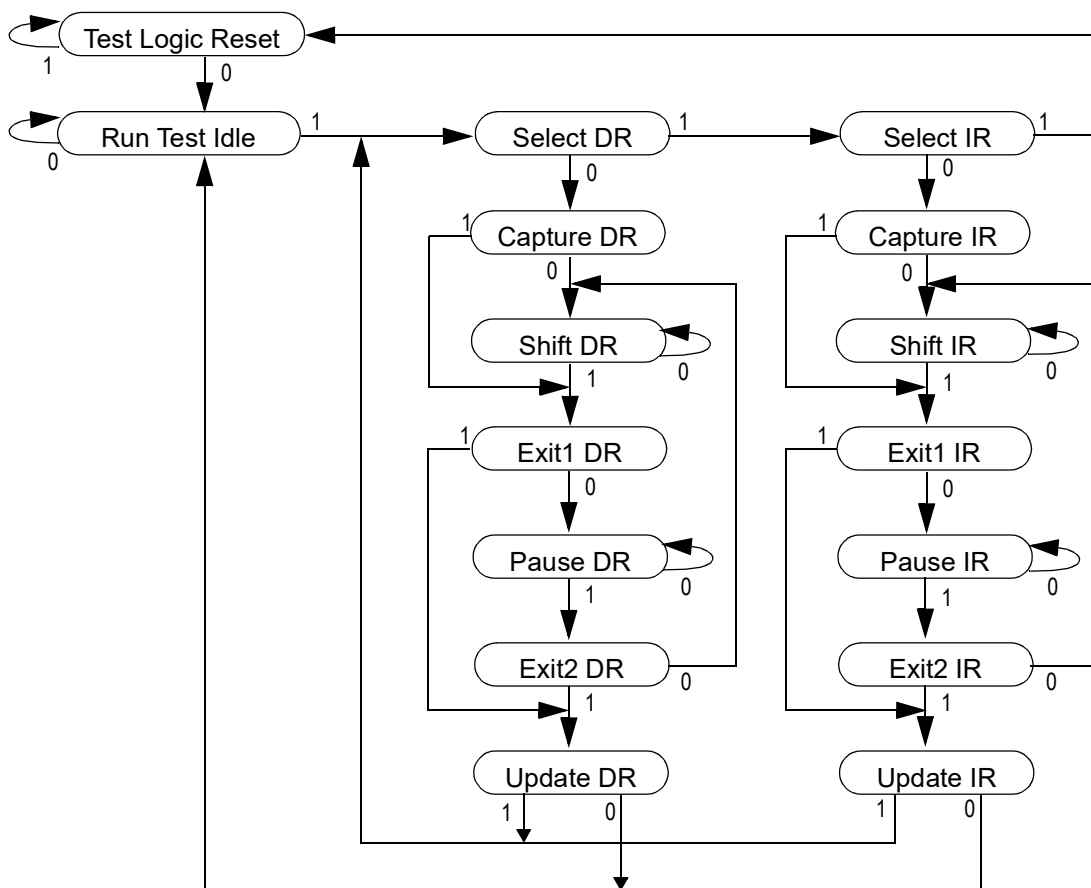 Test Logic Reset
1
0
Run Test Idle
1
Select DR
1
Select IR
1
0
0
0
1
Capture DR
1
Capture IR
0
0
Shift DR
Shift IR
1
0
1
0
1
Exit1 DR
1
Exit1 IR
0
0
Pause DR
Pause IR
1
0
1
0
Exit2 DR
Exit2 IR
1
0
1
0
Update DR
Update IR
1
0
1
0